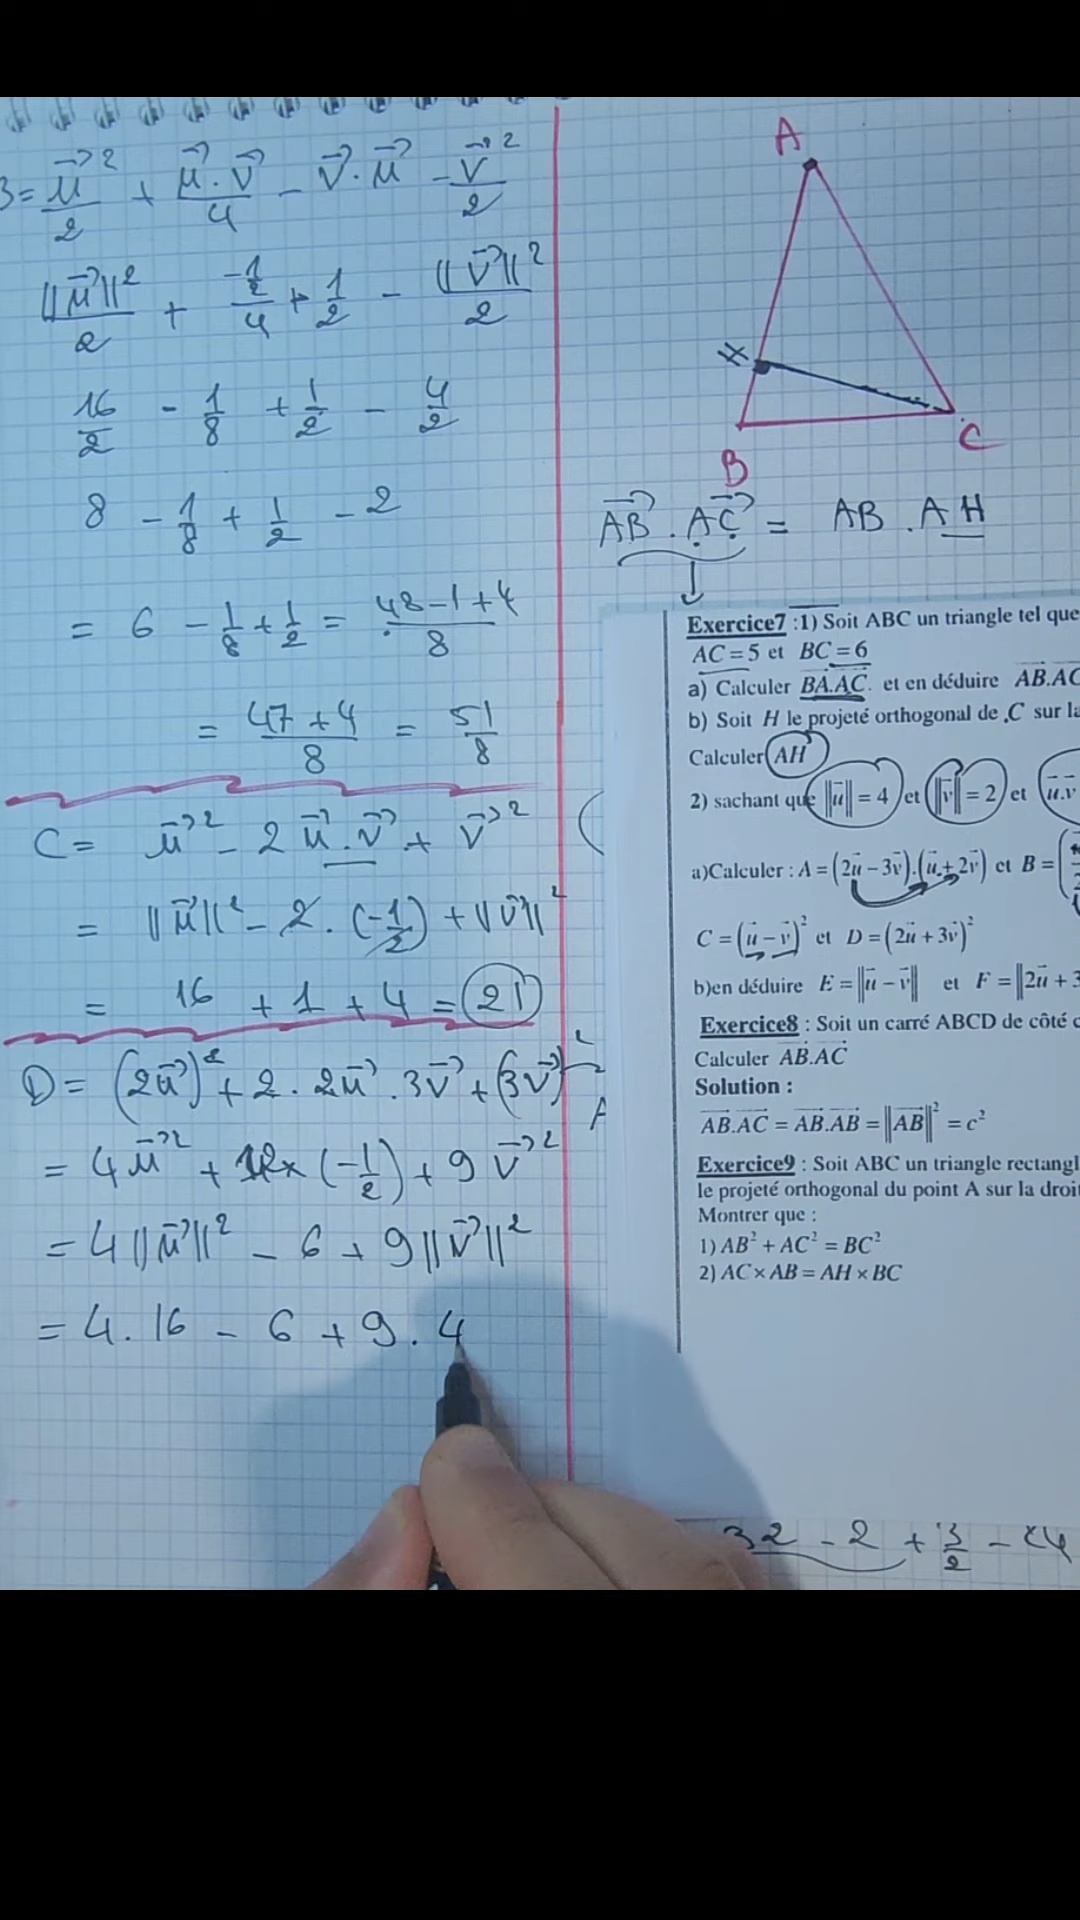 B = u⃗²/2 + u⃗.v⃗/4 - v⃗.u⃗ - v⃗²/2
||u⃗||²/2 + (-1/2)/4 + 1/2 - ||v⃗||²/2
16/2 - 1/8 + 1/2 - 4/2
8 - 1/8 + 1/2 - 2
= 6 - 1/8 + 1/2 = (48-1+4)/8
= (47+4)/8 = 51/8
C = u⃗² - 2 u⃗.v⃗ + v⃗²
= ||u⃗||² - 2.(-1/2) + ||v⃗||²
= 16 + 1 + 4 = 21
D = (2u⃗)² + 2.2u⃗.3v⃗ + (3v⃗)²
= 4u⃗² + 12x(-1/2) + 9v⃗²
= 4||u⃗||² - 6 + 9||v⃗||²
= 4.16 - 6 + 9.4
A
H
B
C
AB⃗.AC⃗ = AB.AH
Exercice7 :1) Soit ABC un triangle tel que
AC = 5 et BC = 6
a) Calculer BA⃗.AC⃗. et en déduire AB⃗.AC
b) Soit H le projeté orthogonal de C sur la
Calculer AH
2) sachant que ||u⃗|| = 4 et ||v⃗|| = 2 et u⃗.v⃗
a)Calculer : A = (2u⃗ - 3v⃗).(u⃗ + 2v⃗) et B = (
C = (u⃗ - v⃗)² et D = (2u⃗ + 3v⃗)²
b)en déduire E = ||u⃗ - v⃗|| et F = ||2u⃗ + 3
Exercice8 : Soit un carré ABCD de côté c
Calculer AB⃗.AC⃗
Solution :
AB⃗.AC⃗ = AB⃗.AB⃗ = ||AB⃗||² = c²
Exercice9 : Soit ABC un triangle rectangl
le projeté orthogonal du point A sur la droit
Montrer que :
1) AB² + AC² = BC²
2) AC × AB = AH × BC
32 - 2 + 3/2 - 24